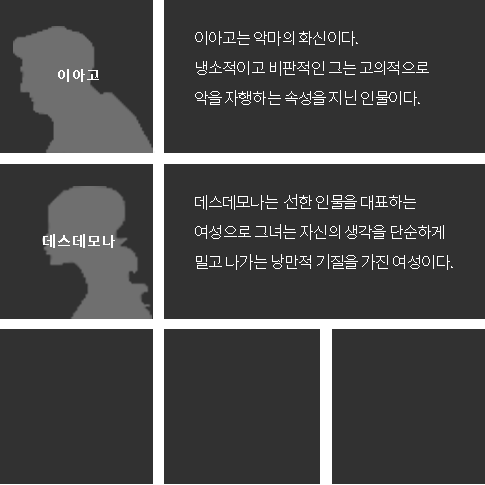 이아고
이아고는 악마의 화신이다.
냉소적이고 비판적인 그는 고의적으로
악을 자행하는 속성을 지닌 인물이다.
데스데모나
데스데모나는 선한 인물을 대표하는
여성으로 그녀는 자신의 생각을 단순하게
밀고 나가는 낭만적 기질을 가진 여성이다.